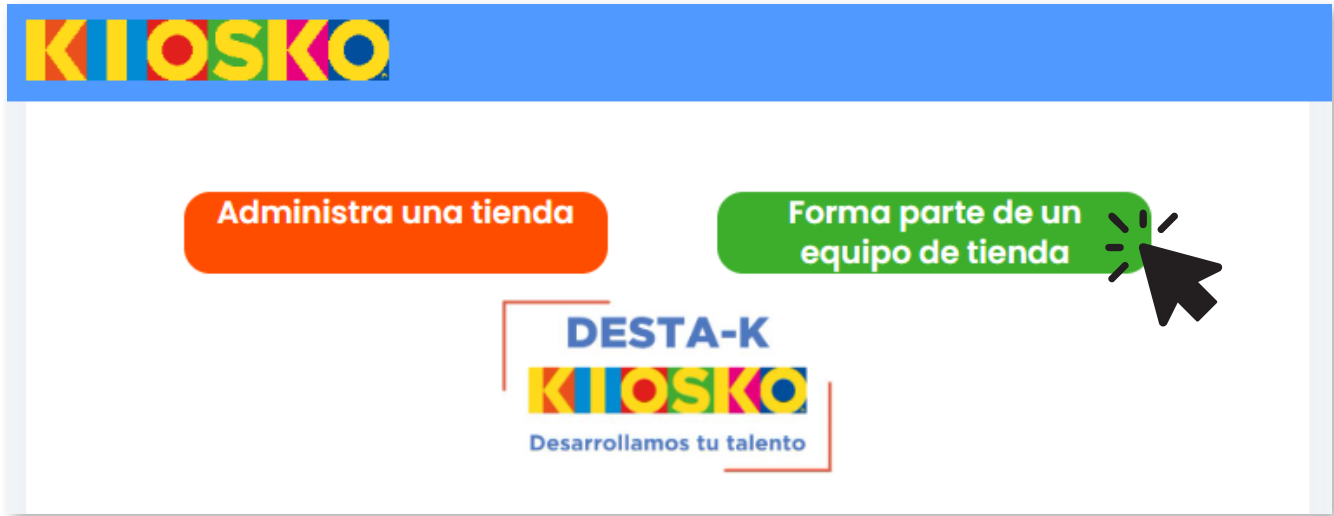 KIOSKO
Administra una tienda
Forma parte de un
equipo de tienda
DESTA-K
KIOSKO
Desarrollamos tu talento